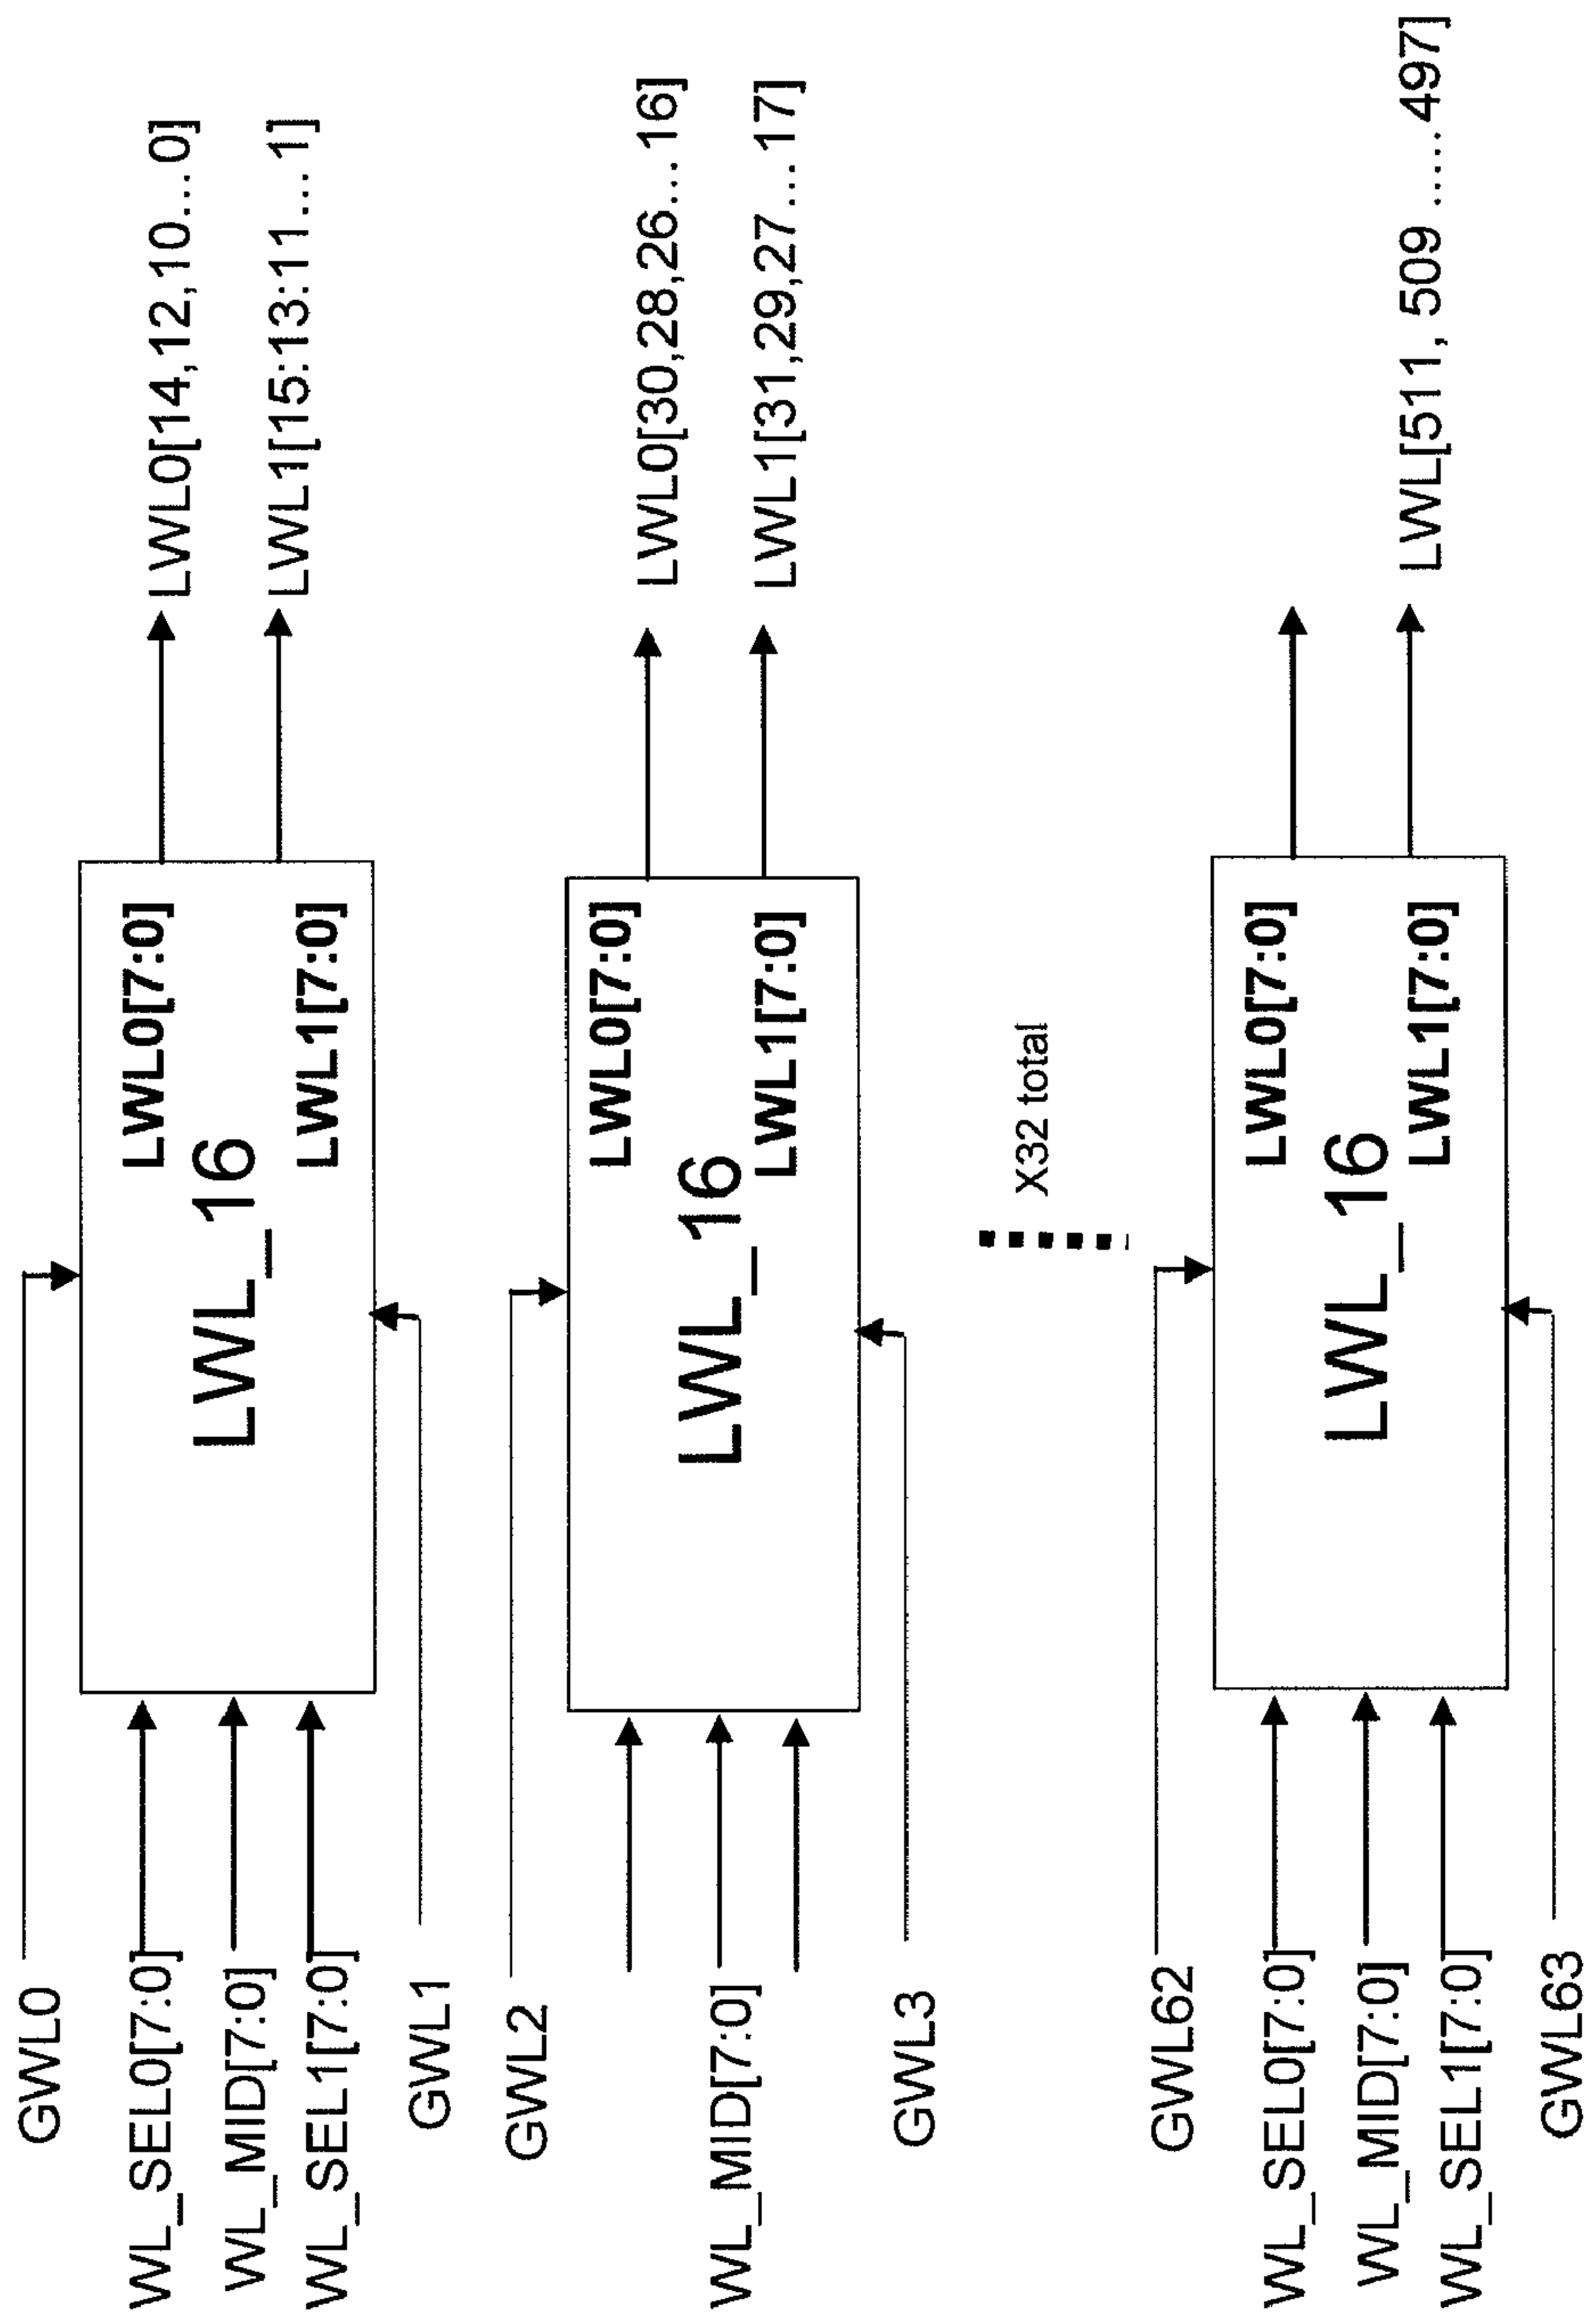 GWL0
WL_SEL0[7:0]
WL_MID[7:0]
WL_SEL1[7:0]
GWL1
LWL_16
LWL0[7:0]
LWL1[7:0]
LWL0[14,12,10...0]
LWL1[15:13:11...1]
GWL2
WL_MID[7:0]
GWL3
LWL_16
LWL0[7:0]
LWL1[7:0]
LWL0[30,28,26...16]
LWL1[31,29,27...17]
X32 total
GWL62
WL_SEL0[7:0]
WL_MID[7:0]
WL_SEL1[7:0]
GWL63
LWL_16
LWL0[7:0]
LWL1[7:0]
LWL[511, 509 ..... 497]